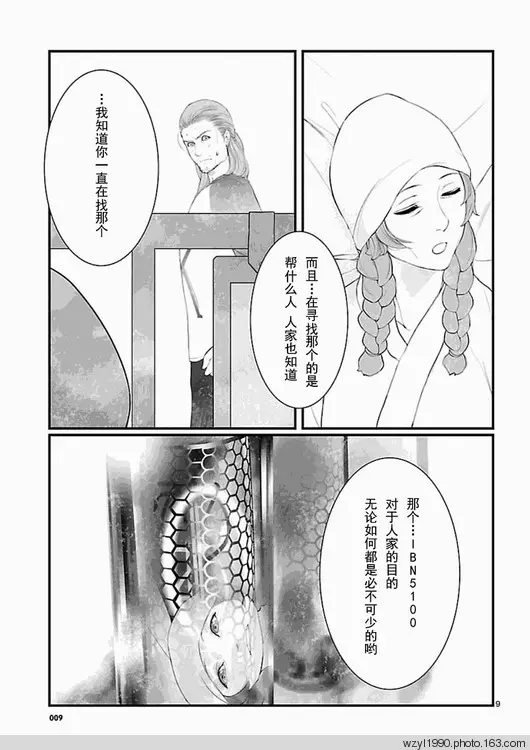 …我知道你
一直在找那个
而且…在寻找那个的是
帮什么人 人家也知道
那个…IBN5100
对于人家的目的
无论如何都是必不可少的哟
9
009
wzyl1990.photo.163.com